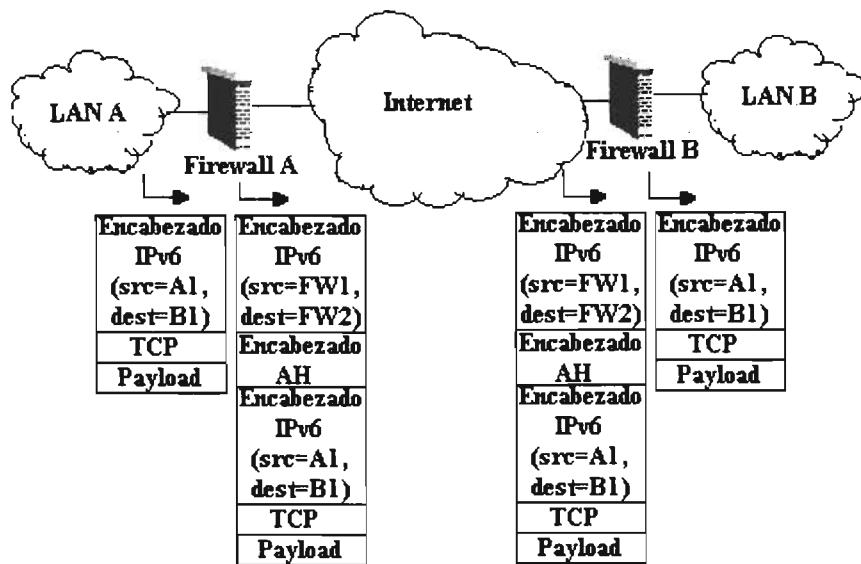 LAN A
Firewall A
Internet
Firewall B
LAN B
Encabezado
IPv6
(src=A1,
dest=B1)
TCP
Payload
Encabezado
IPv6
(src=FW1,
dest=FW2)
Encabezado
AH
Encabezado
IPv6
(src=A1,
dest=B1)
TCP
Payload
Encabezado
IPv6
(src=FW1,
dest=FW2)
Encabezado
AH
Encabezado
IPv6
(src=A1,
dest=B1)
TCP
Payload
Encabezado
IPv6
(src=A1,
dest=B1)
TCP
Payload